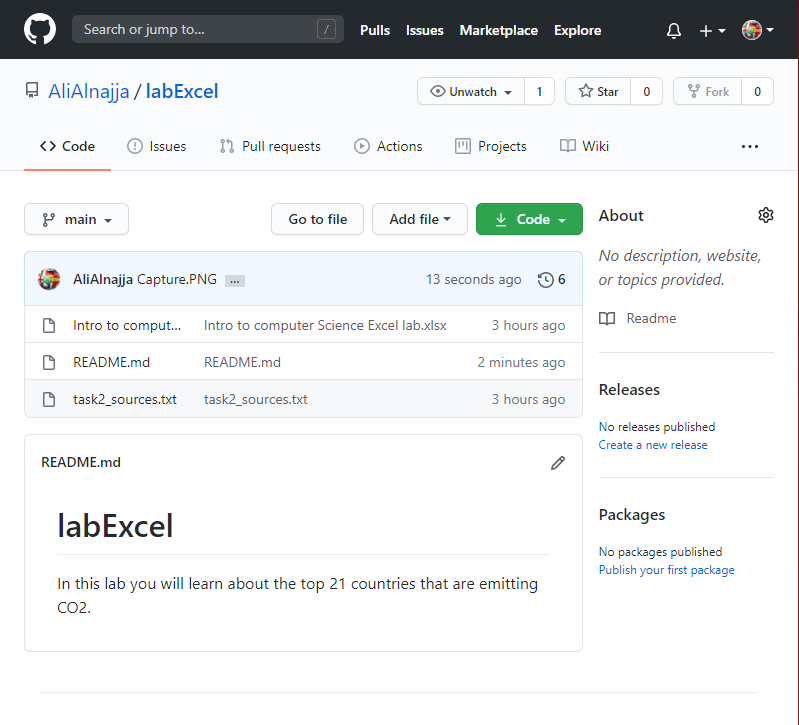 Search or jump to... /
Pulls Issues Marketplace Explore
AliAlnajja / labExcel
Unwatch 1 Star 0 Fork 0
Code Issues Pull requests Actions Projects Wiki ...
main Go to file Add file Code
About
No description, website,
or topics provided.
Readme
AliAlnajja Capture.PNG ... 13 seconds ago 6
Intro to comput... Intro to computer Science Excel lab.xlsx 3 hours ago
README.md README.md 2 minutes ago
task2_sources.txt task2_sources.txt 3 hours ago
Releases
No releases published
Create a new release
Packages
No packages published
Publish your first package
README.md
labExcel
In this lab you will learn about the top 21 countries that are emitting
CO2.